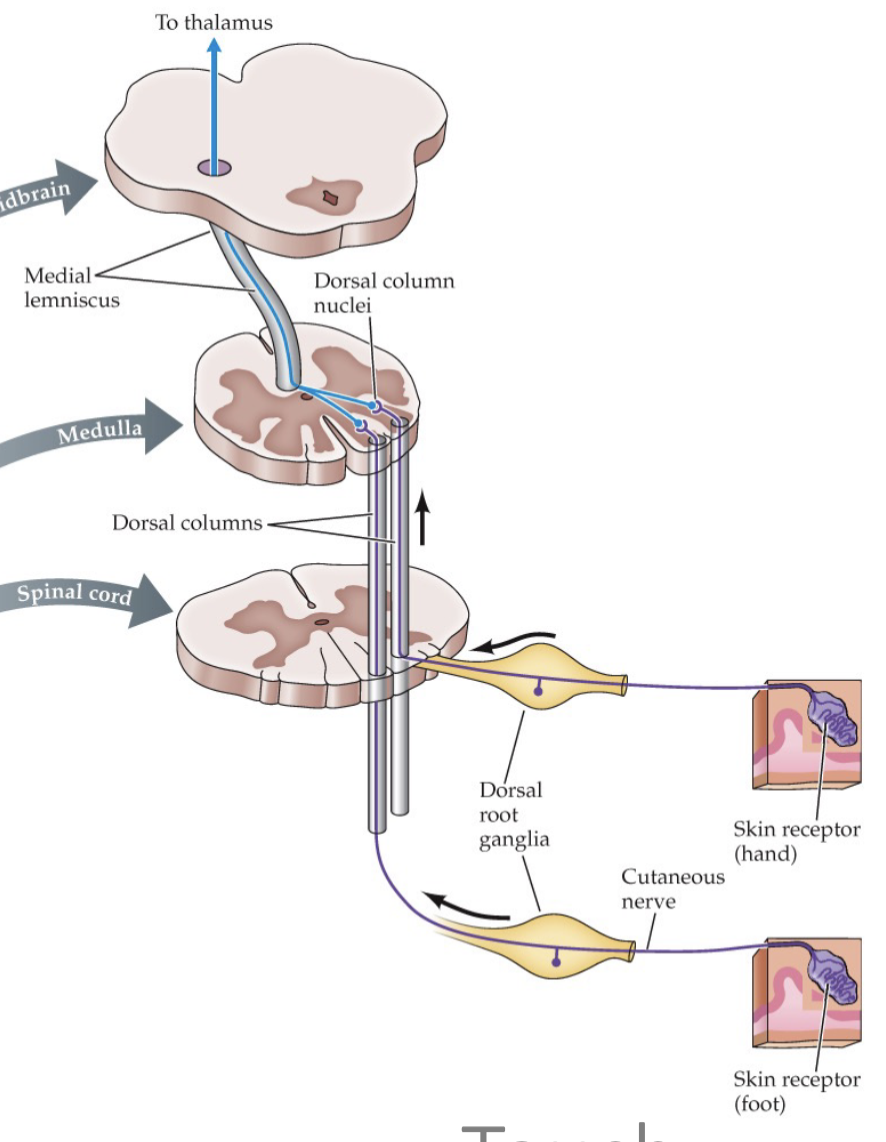 To thalamus
idbrain
Medial
lemniscus
Dorsal column
nuclei
Medulla
Dorsal columns
Spinal cord
Dorsal
root
ganglia
Skin receptor
(hand)
Cutaneous
nerve
Skin receptor
(foot)